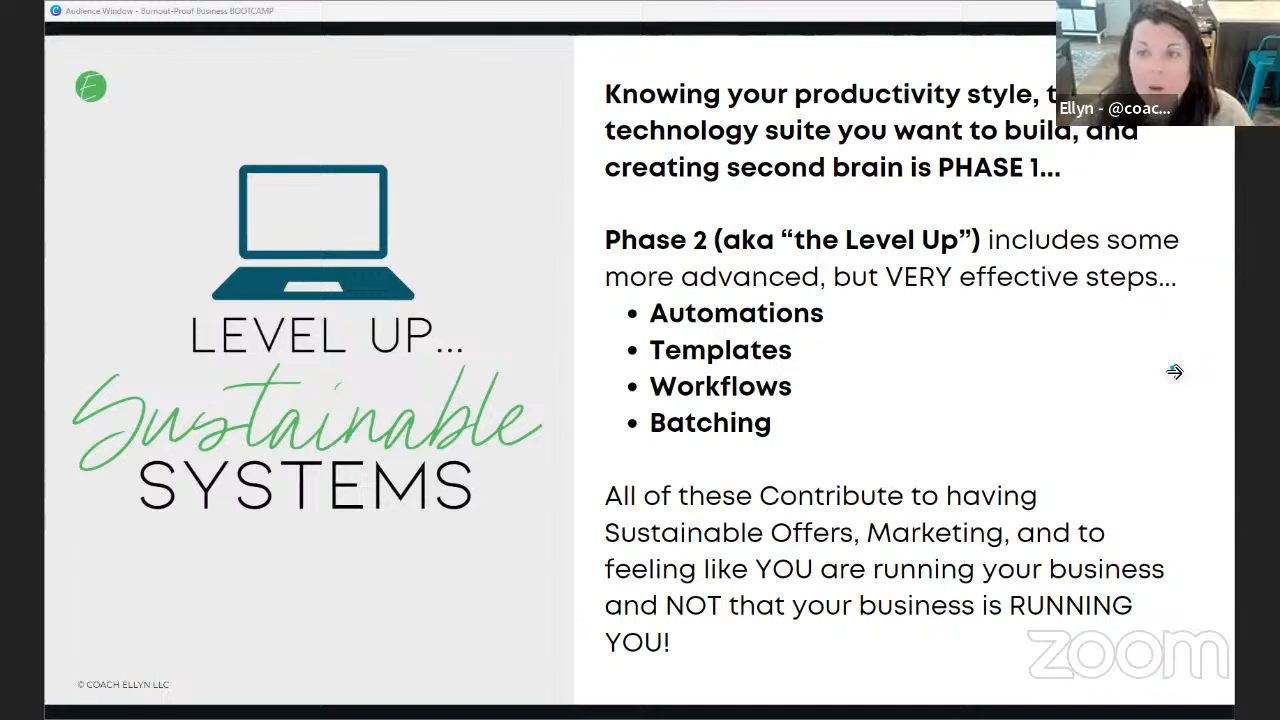 Audience Window - Burnout-Proof Business BOOTCAMP
E
Ellyn - @coac...
LEVEL UP...
Sustainable
SYSTEMS
© COACH ELLYN LLC
Knowing your productivity style, t
technology suite you want to build, and
creating second brain is PHASE 1...
Phase 2 (aka “the Level Up”) includes some
more advanced, but VERY effective steps...
• Automations
• Templates
• Workflows
• Batching
All of these Contribute to having
Sustainable Offers, Marketing, and to
feeling like YOU are running your business
and NOT that your business is RUNNING
YOU!
zoom